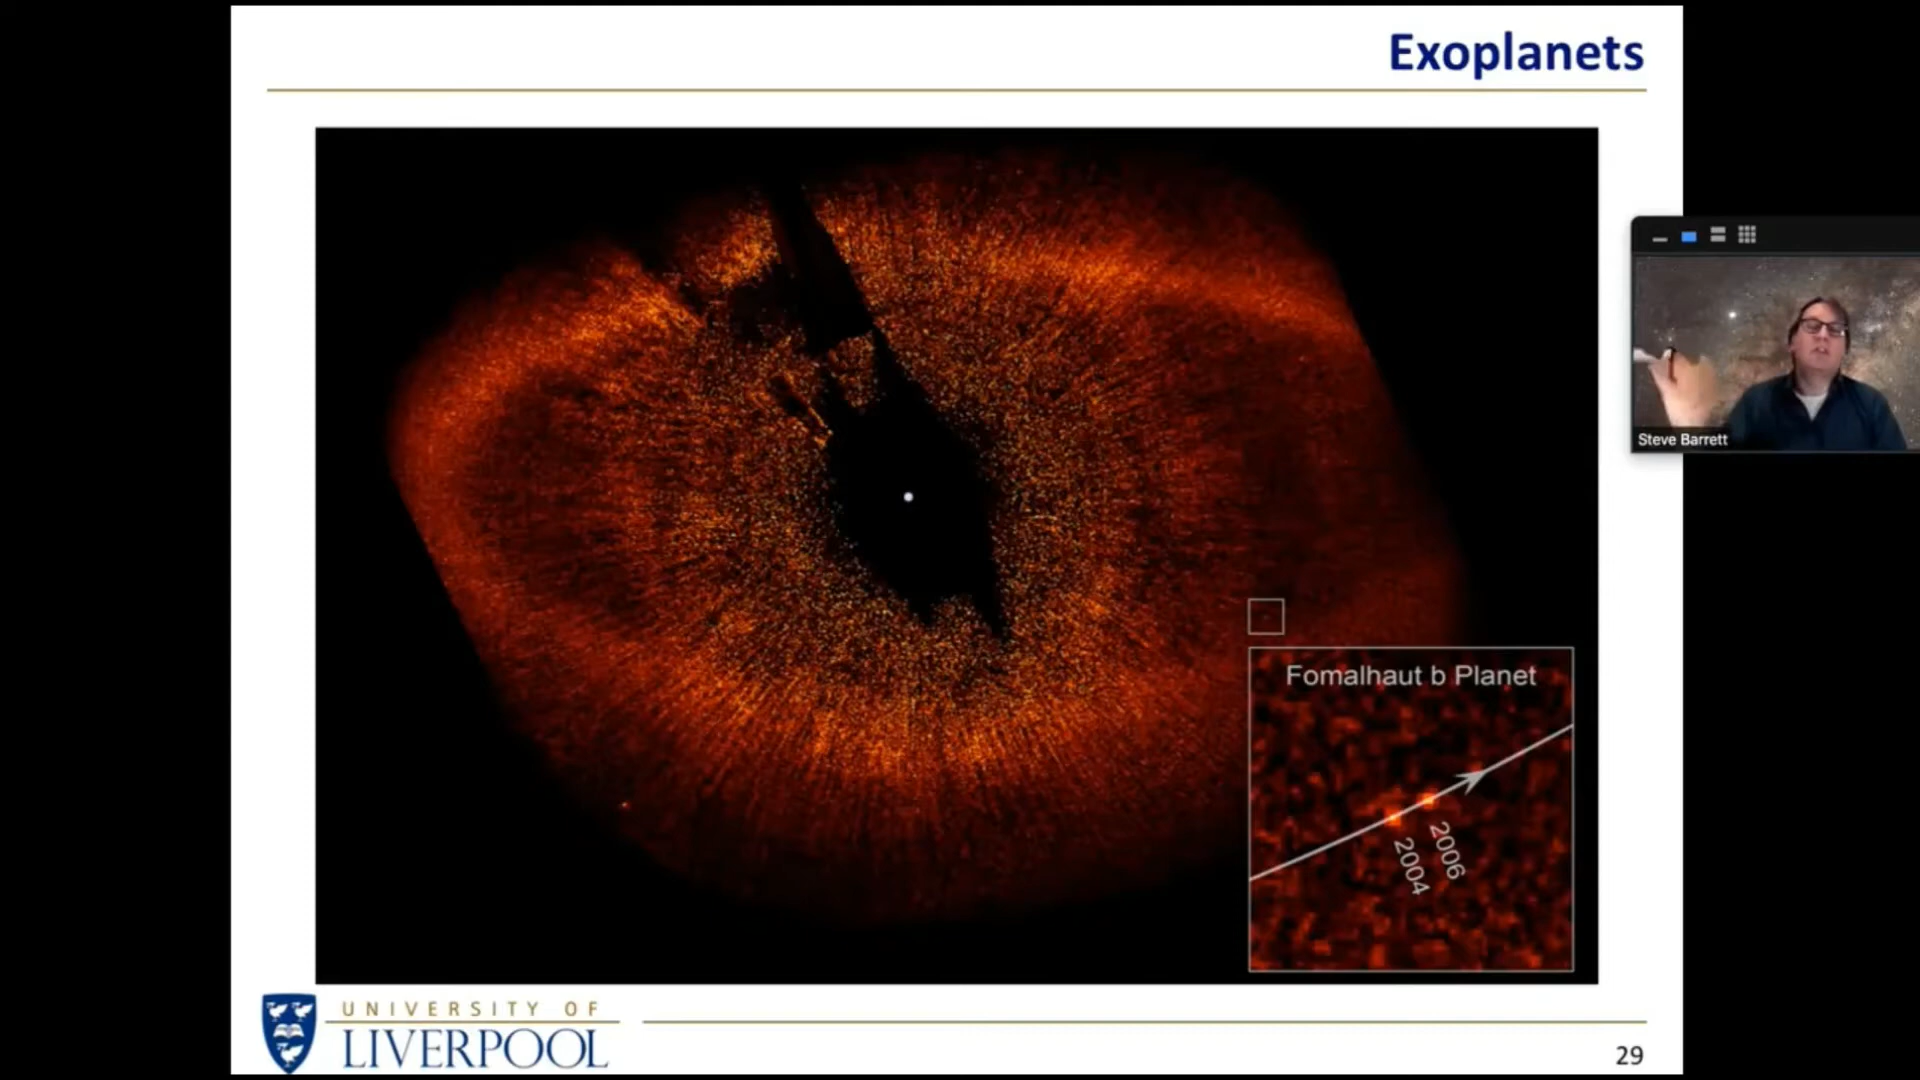 Exoplanets
Steve Barrett
Fomalhaut b Planet
2006
2004
UNIVERSITY OF
LIVERPOOL
29